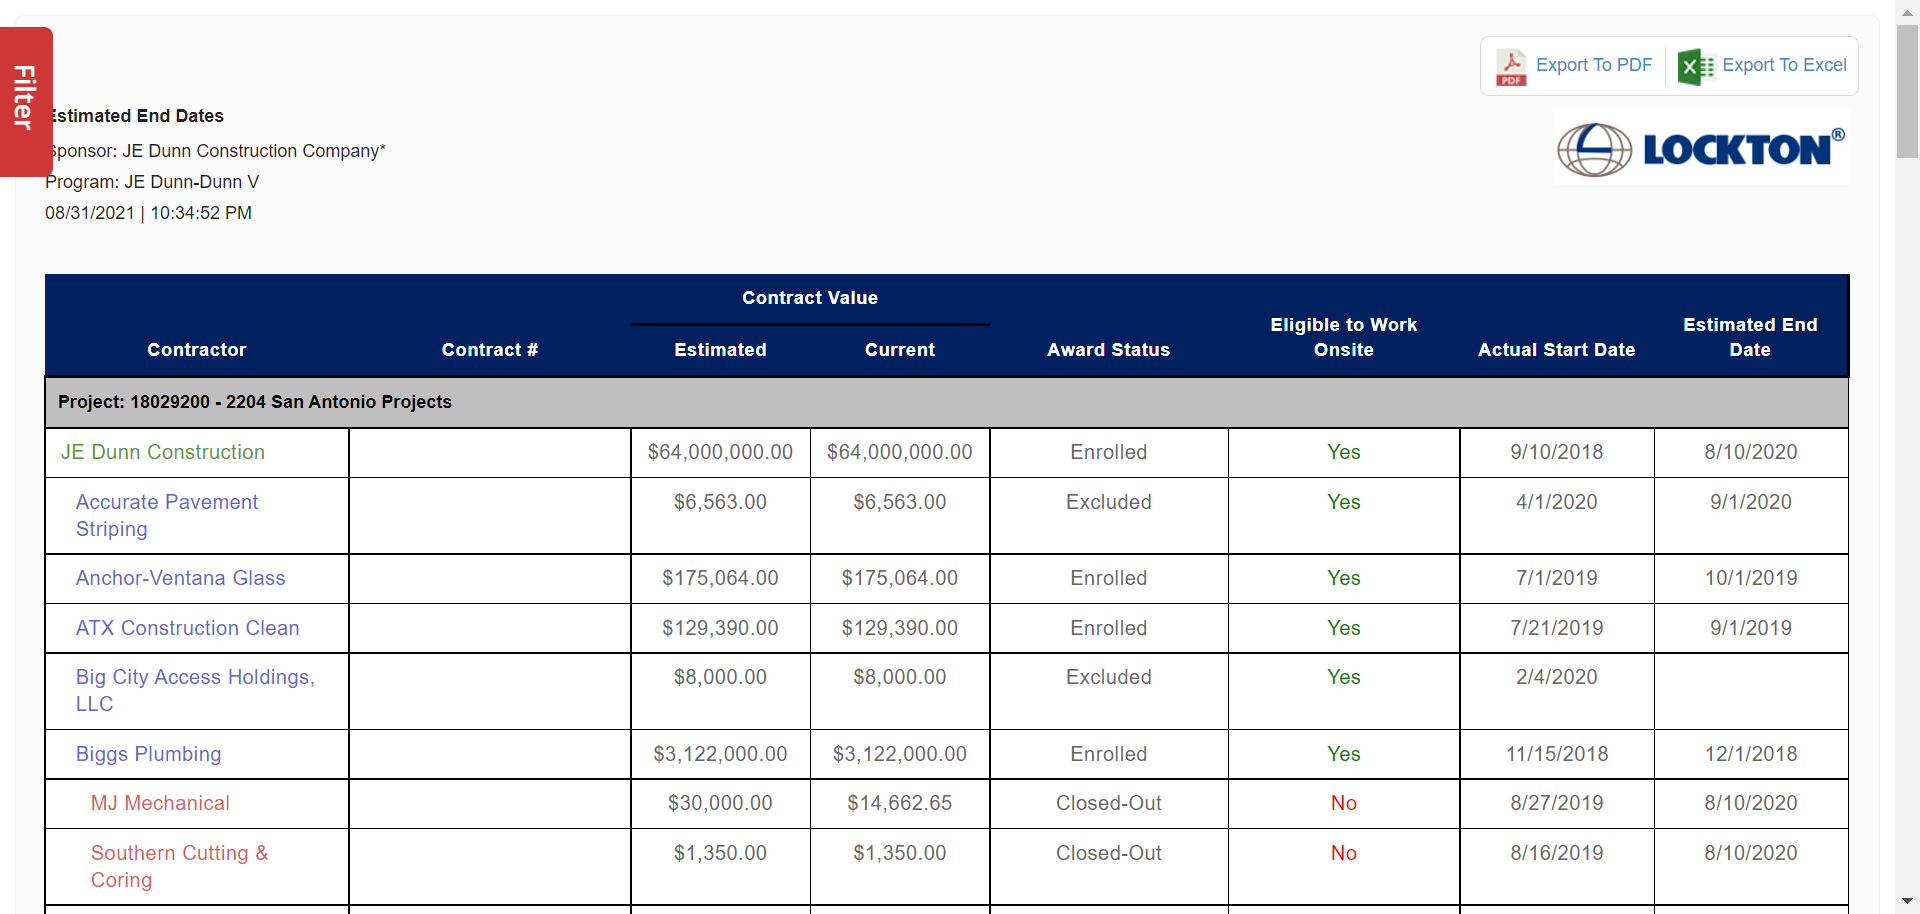 Filter
Export To PDF
Export To Excel
PDF
Estimated End Dates
LOCKTON®
Sponsor: JE Dunn Construction Company*
Program: JE Dunn-Dunn V
08/31/2021 | 10:34:52 PM
Contract Value
Eligible to Work Estimated End
Contractor Contract # Estimated Current Award Status Onsite Actual Start Date Date
Project: 18029200 - 2204 San Antonio Projects
JE Dunn Construction $64,000,000.00 $64,000,000.00 Enrolled Yes 9/10/2018 8/10/2020
Accurate Pavement $6,563.00 $6,563.00 Excluded Yes 4/1/2020 9/1/2020
Striping
Anchor-Ventana Glass $175,064.00 $175,064.00 Enrolled Yes 7/1/2019 10/1/2019
ATX Construction Clean $129,390.00 $129,390.00 Enrolled Yes 7/21/2019 9/1/2019
Big City Access Holdings, $8,000.00 $8,000.00 Excluded Yes 2/4/2020
LLC
Biggs Plumbing $3,122,000.00 $3,122,000.00 Enrolled Yes 11/15/2018 12/1/2018
MJ Mechanical $30,000.00 $14,662.65 Closed-Out No 8/27/2019 8/10/2020
Southern Cutting & $1,350.00 $1,350.00 Closed-Out No 8/16/2019 8/10/2020
Coring